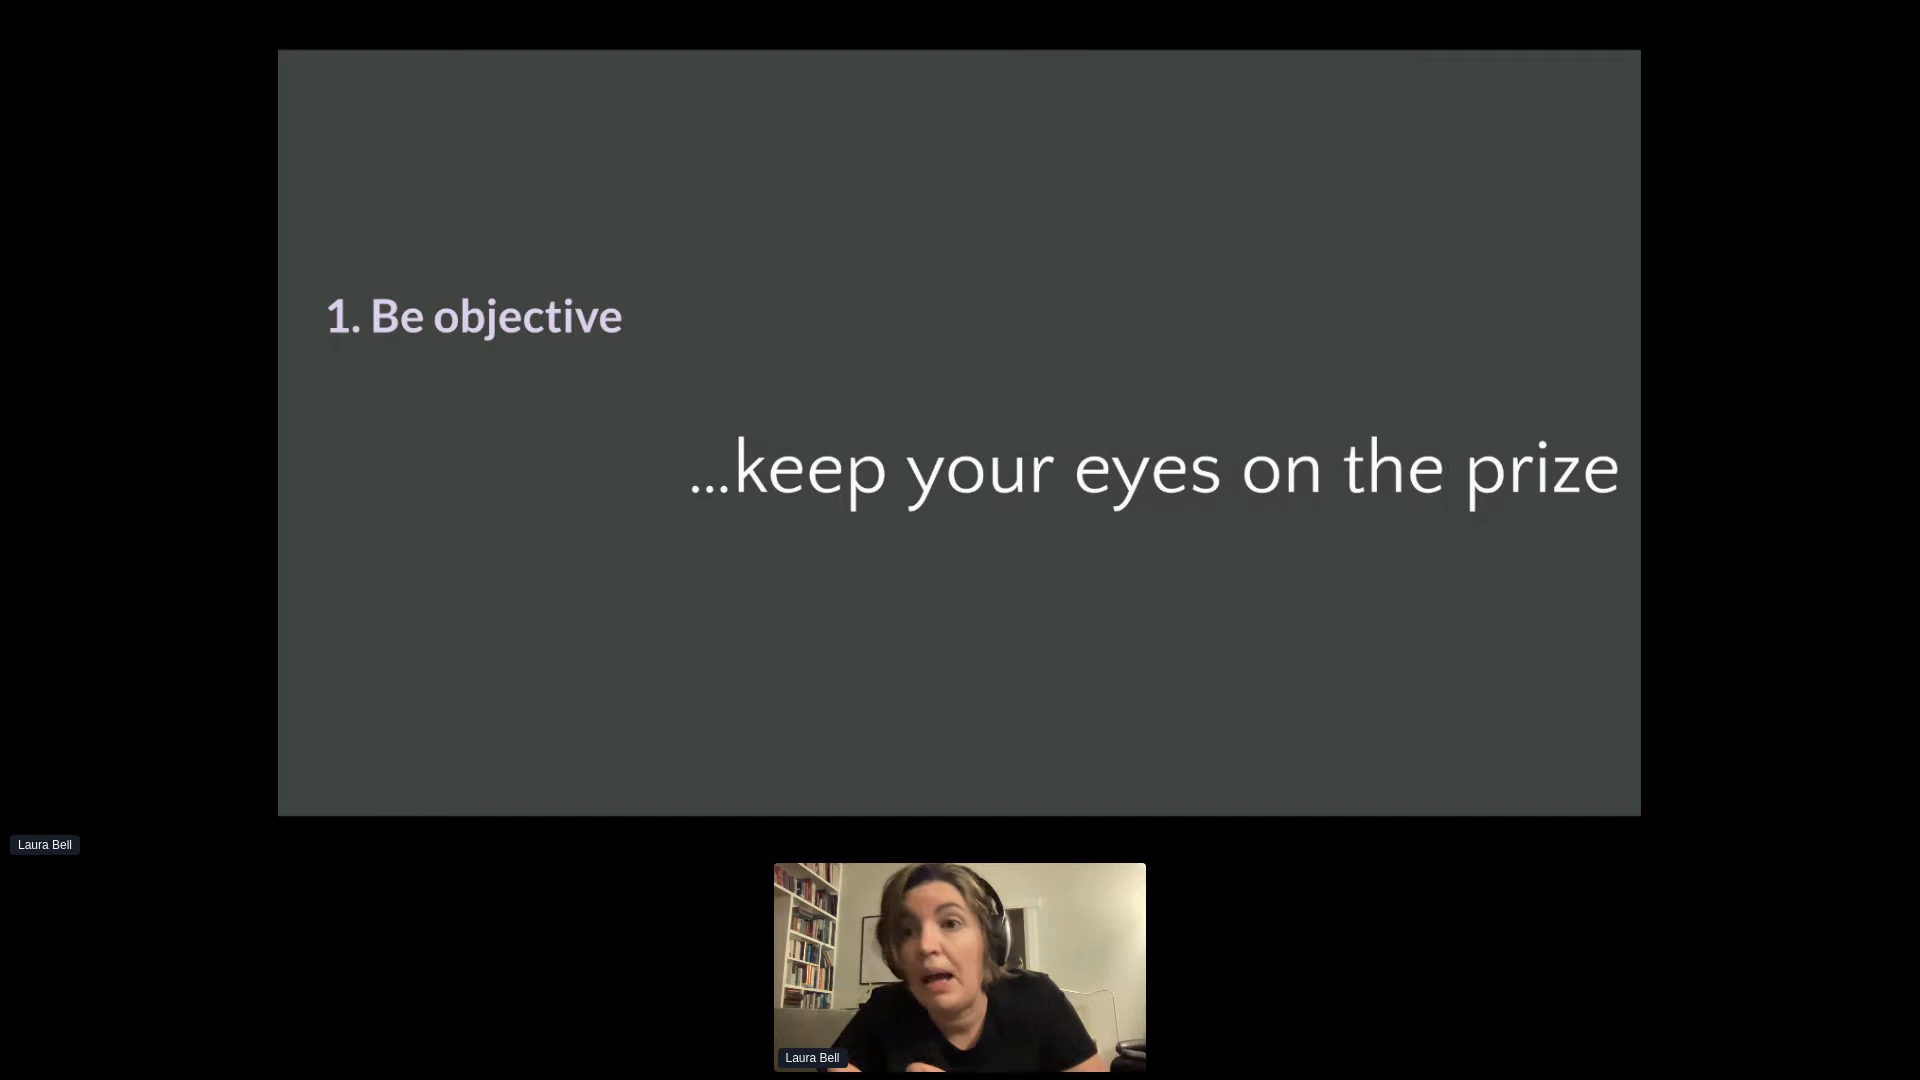 1. Be objective
...keep your eyes on the prize
Laura Bell
Laura Bell